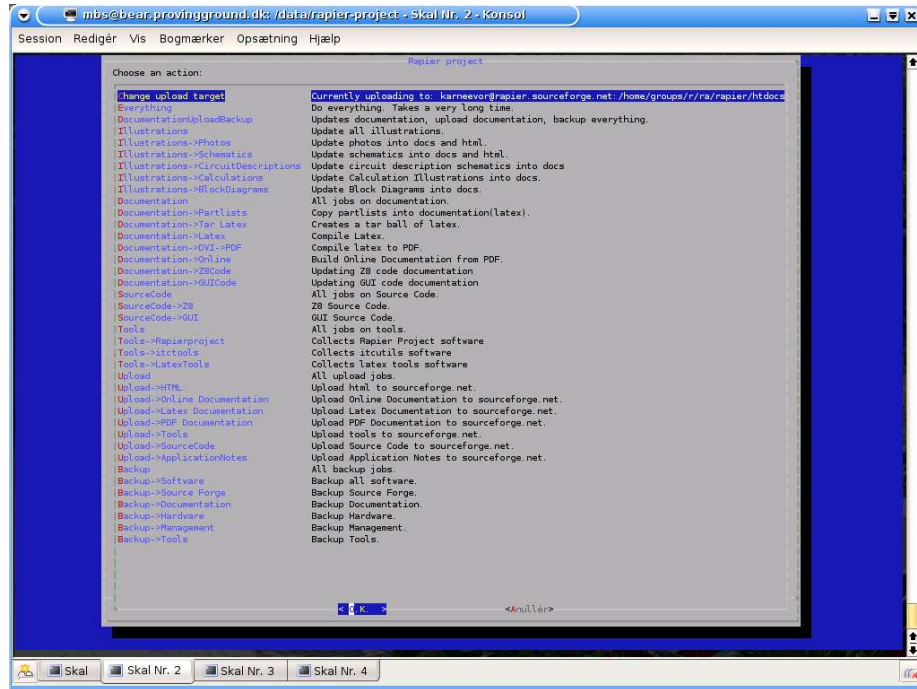 mbs@bear.provingground.dk: /data/rapier-project - Skal Nr. 2 - Konsol
Session Redigér Vis Bogmærker Opsætning Hjælp
Rapier project
Choose an action:
Change upload target Currently uploading to: karneevor@rapier.sourceforge.net:/home/groups/r/ra/rapier/htdocs
Everything Do everything. Takes a very long time.
DocumentationUploadBackup Updates documentation, upload documentation, backup everything.
Illustrations Update all illustrations.
Illustrations->Photos Update photos into docs and html.
Illustrations->Schematics Update schematics into docs and html.
Illustrations->CircuitDescriptions Update circuit description schematics into docs
Illustrations->Calculations Update Calculation Illustrations into docs.
Illustrations->BlockDiagrams Update Block Diagrams into docs.
Documentation All jobs on documentation.
Documentation->Partlists Copy partlists into documentation(latex).
Documentation->Tar Latex Creates a tar ball of latex.
Documentation->Latex Compile Latex.
Documentation->DVI->PDF Compile latex to PDF.
Documentation->Online Build Online Documentation from PDF.
Documentation->Z8Code Updating Z8 code documentation
Documentation->GUICode Updating GUI code documentation
SourceCode All jobs on Source Code.
SourceCode->Z8 Z8 Source Code.
SourceCode->GUI GUI Source Code.
Tools All jobs on tools.
Tools->Rapierproject Collects Rapier Project software
Tools->itctools Collects itcutils software
Tools->LatexTools Collects latex tools software
Upload All upload jobs.
Upload->HTML Upload html to sourceforge.net.
Upload->Online Documentation Upload Online Documentation to sourceforge.net.
Upload->Latex Documentation Upload Latex Documentation to sourceforge.net.
Upload->PDF Documentation Upload PDF Documentation to sourceforge.net.
Upload->Tools Upload tools to sourceforge.net.
Upload->SourceCode Upload Source Code to sourceforge.net.
Upload->ApplicationNotes Upload Application Notes to sourceforge.net.
Backup All backup jobs.
Backup->Software Backup all software.
Backup->Source Forge Backup Source Forge.
Backup->Documentation Backup Documentation.
Backup->Hardware Backup Hardware.
Backup->Management Backup Management.
Backup->Tools Backup Tools.
< O.K. > <Anullér>
Skal Skal Nr. 2 Skal Nr. 3 Skal Nr. 4